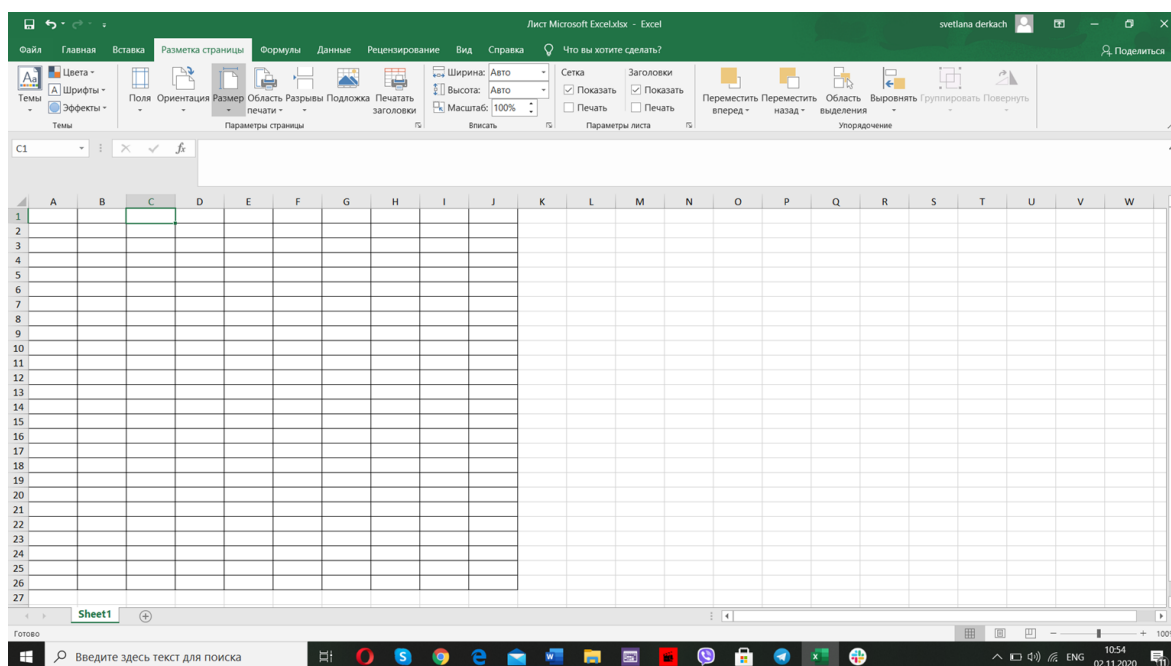 Лист Microsoft Excel.xlsx - Excel
svetlana derkach
Файл Главная Вставка Разметка страницы Формулы Данные Рецензирование Вид Справка Что вы хотите сделать? Поделиться
Цвета Ширина: Авто Сетка Заголовки
Aa A Шрифты Высота: Авто Показать Показать
Темы Эффекты Поля Ориентация Размер Область печати Разрывы Подложка Печатать заголовки Масштаб: 100% Печать Печать Переместить вперед Переместить назад Область выделения Выровнять Группировать Повернуть
Темы Параметры страницы Вписать Параметры листа Упорядочение
C1 fx
A B C D E F G H I J K L M N O P Q R S T U V W
1
2
3
4
5
6
7
8
9
10
11
12
13
14
15
16
17
18
19
20
21
22
23
24
25
26
27
Sheet1
Готово 100%
Введите здесь текст для поиска ENG 10:54
02.11.2020